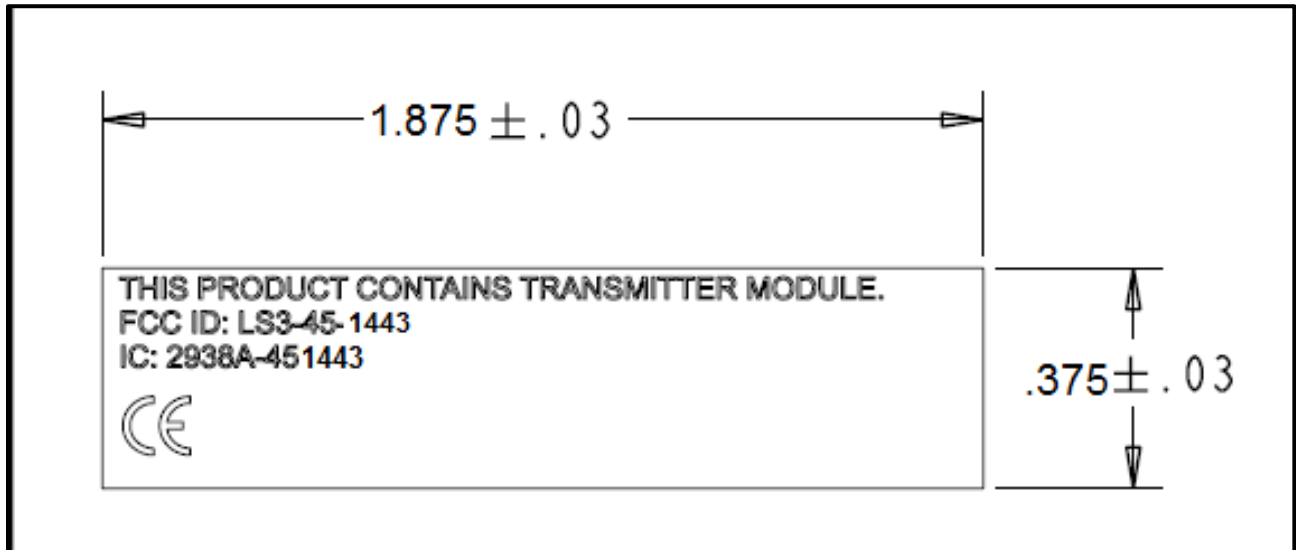 1.875 ± .03
THIS PRODUCT CONTAINS TRANSMITTER MODULE.
FCC ID: LS3-45-1443
IC: 2938A-451443
CE
.375 ± .03